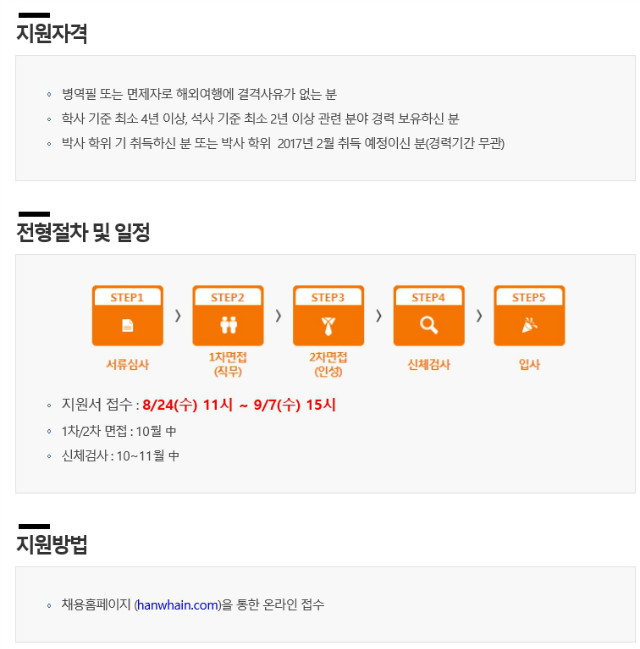 지원자격
병역필 또는 면제자로 해외여행에 결격사유가 없는 분
학사 기준 최소 4년 이상, 석사 기준 최소 2년 이상 관련 분야 경력 보유하신 분
박사 학위 기 취득하신 분 또는 박사 학위 2017년 2월 취득 예정이신 분(경력기간 무관)
전형절차 및 일정
STEP1 STEP2 STEP3 STEP4 STEP5
서류심사 1차면접 2차면접 신체검사 입사
(직무) (인성)
지원서 접수 : 8/24(수) 11시 ~ 9/7(수) 15시
1차/2차 면접 : 10월 中
신체검사 : 10~11월 中
지원방법
채용홈페이지 (hanwhain.com)을 통한 온라인 접수